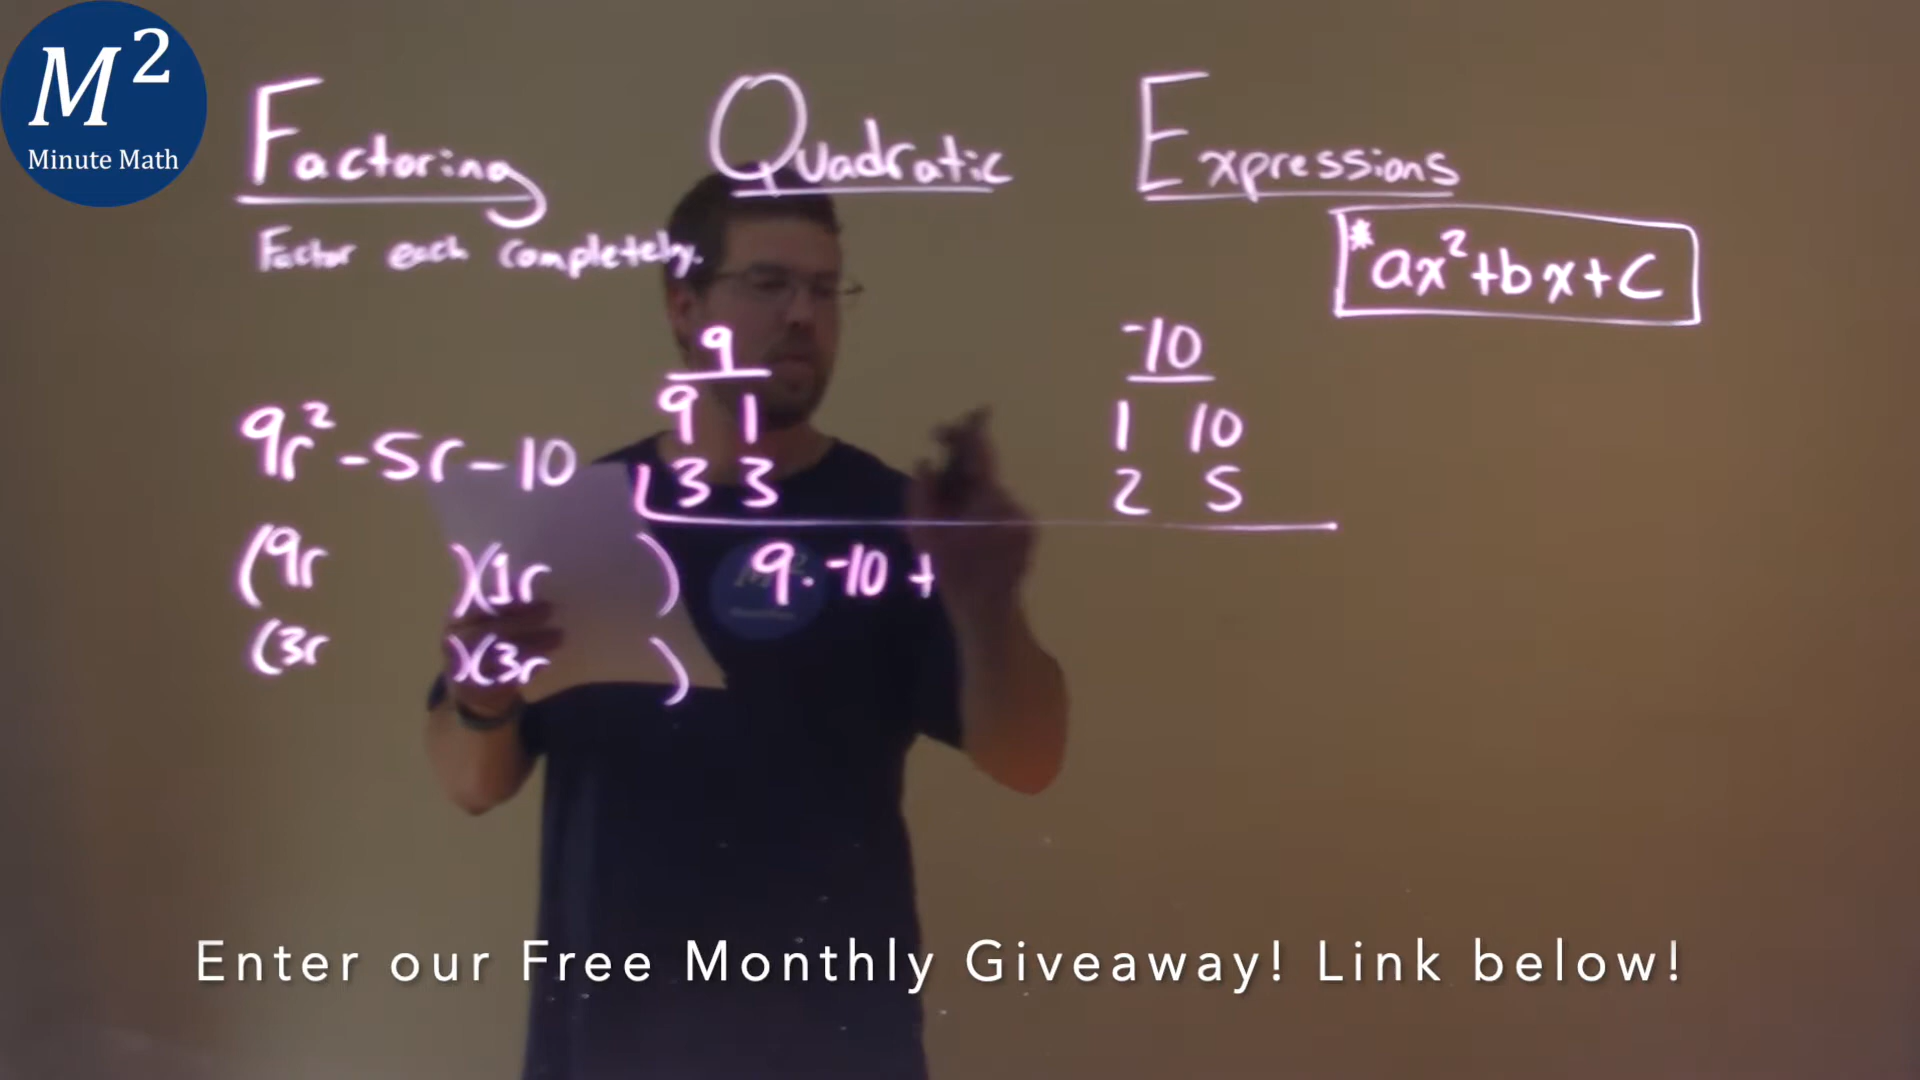 M²
Minute Math
Factoring Quadratic Expressions
Factor each completely.
* ax²+bx+c
9 -10
9 1 1 10
9r²-5r-10
3 3 2 5
(9r )(1r ) 9·-10 +
(3r )(3r )
Enter our Free Monthly Giveaway! Link below!